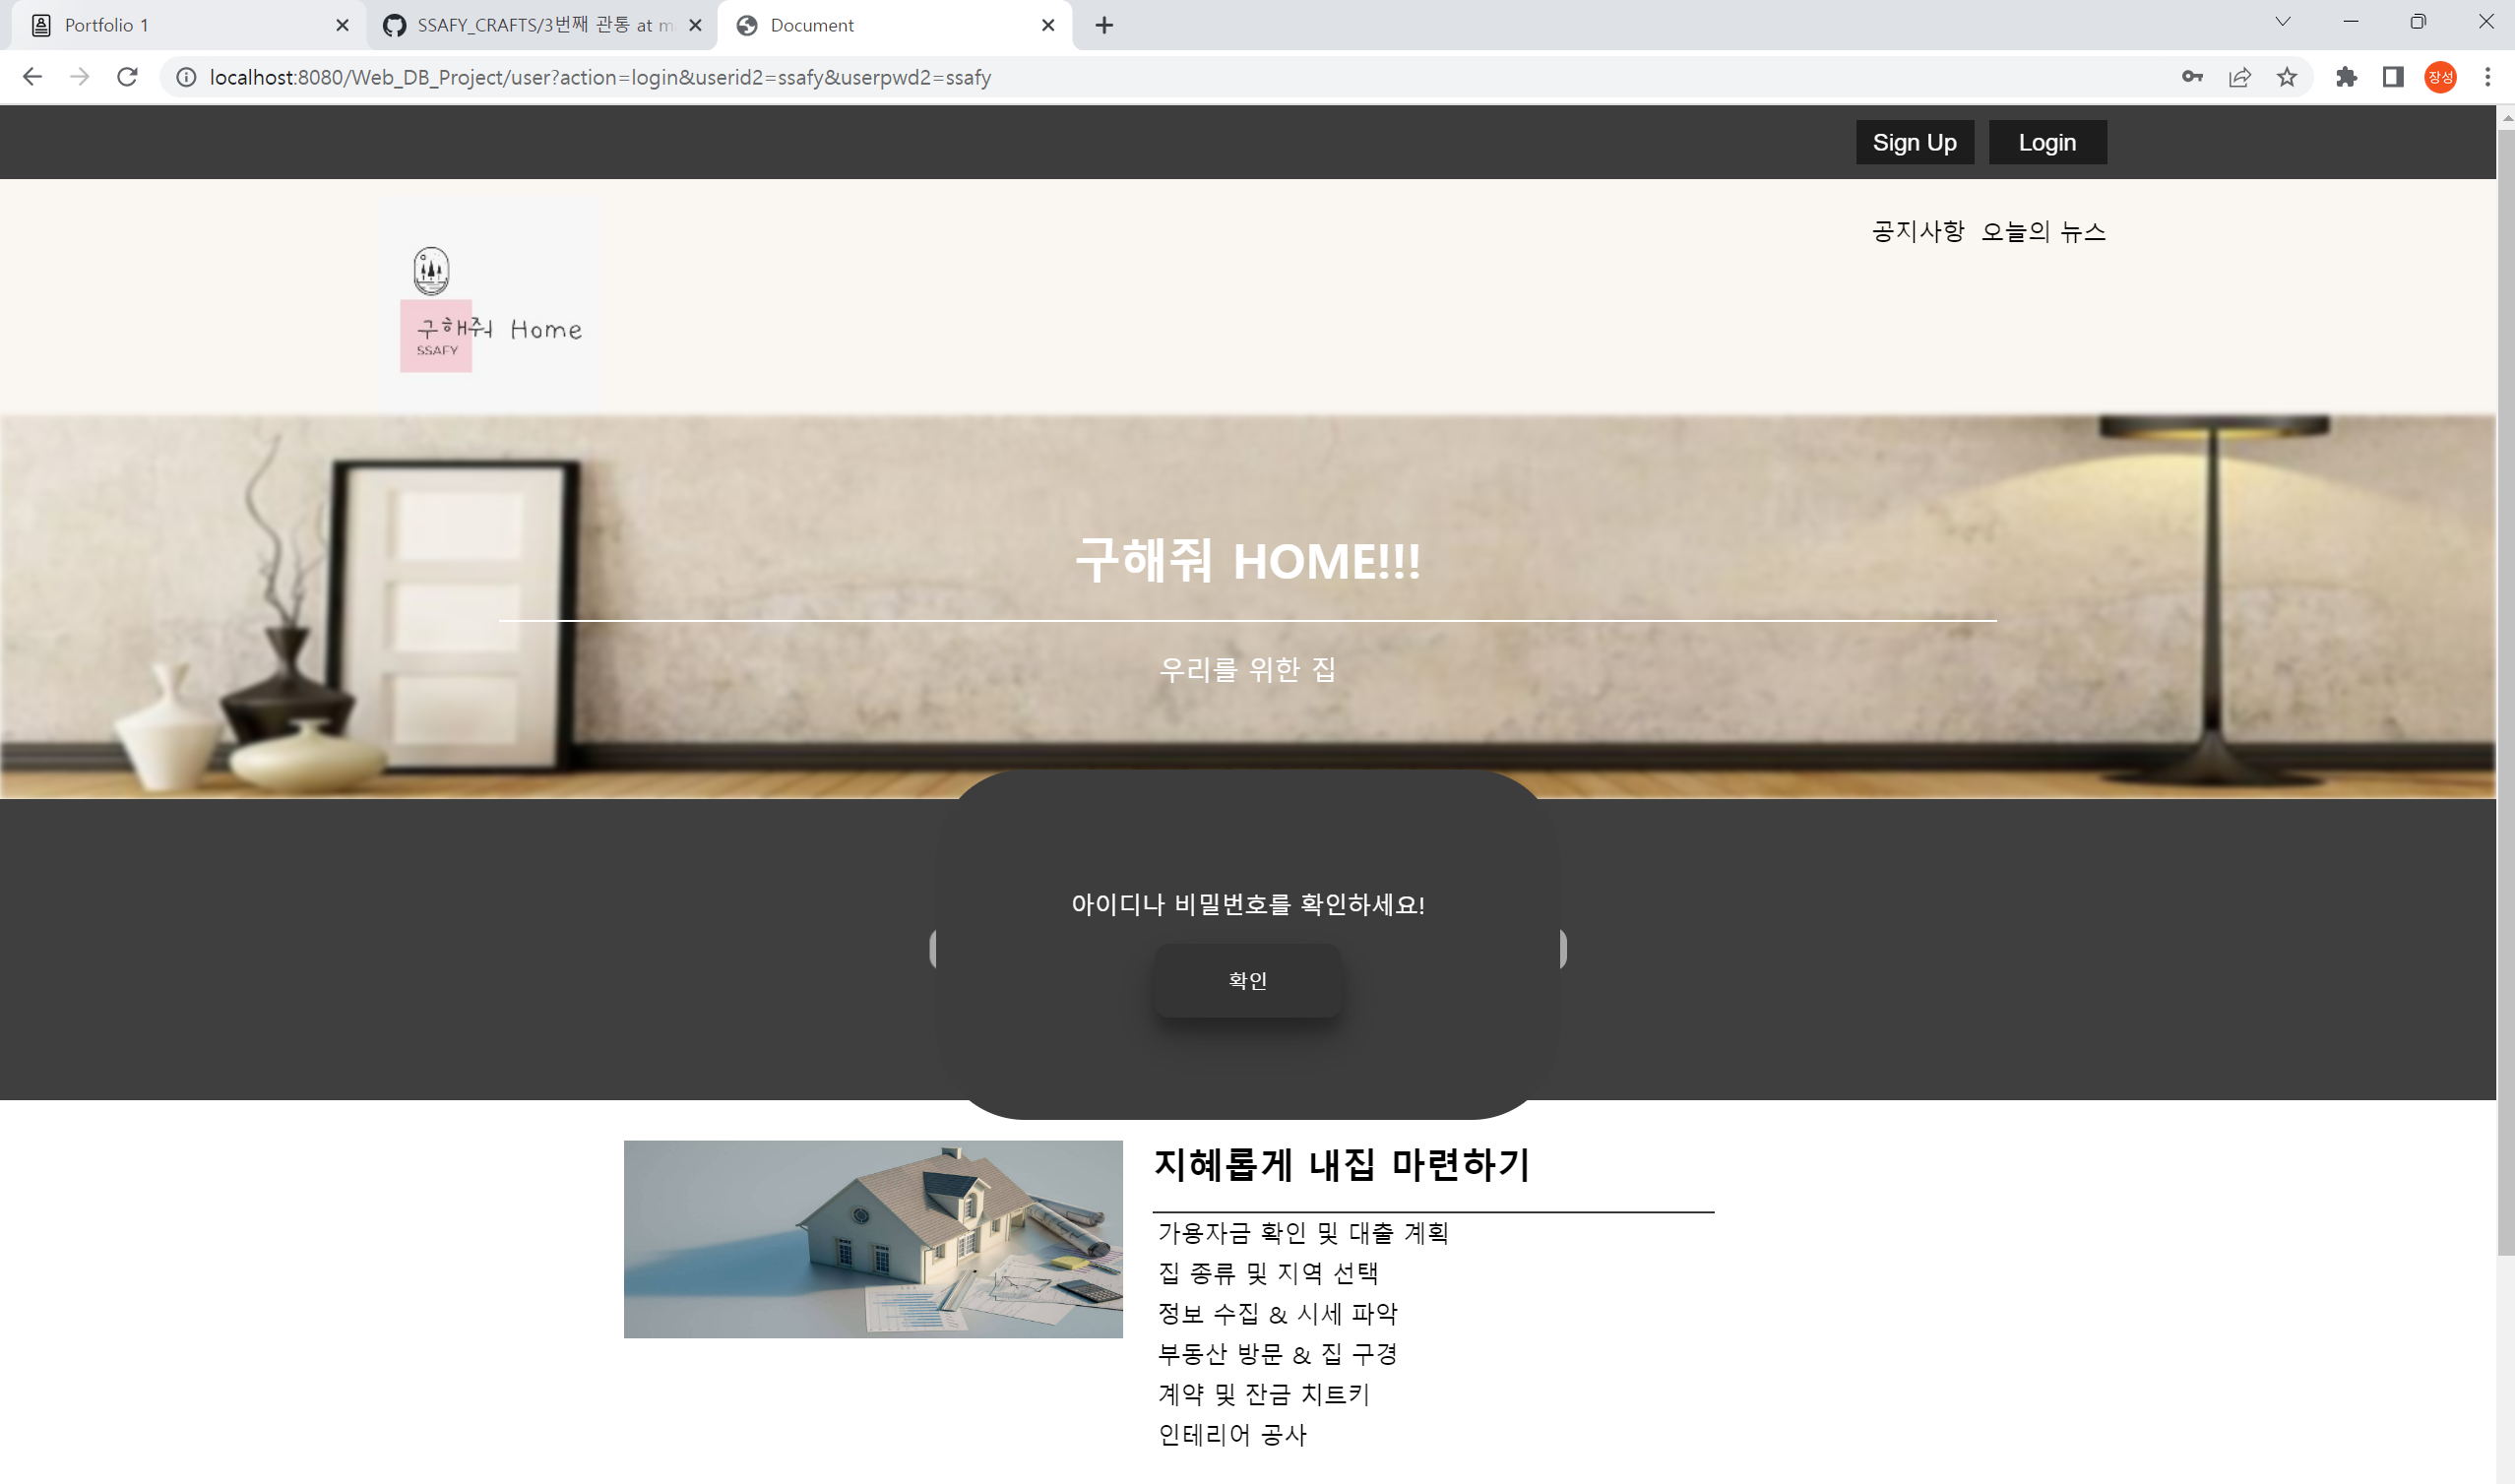 Portfolio 1
SSAFY_CRAFTS/3번째 관통 at m
Document
localhost:8080/Web_DB_Project/user?action=login&userid2=ssafy&userpwd2=ssafy
장성
Sign Up
Login
공지사항 오늘의 뉴스
구해줘 Home
SSAFY
구해줘 HOME!!!
우리를 위한 집
아이디나 비밀번호를 확인하세요!
확인
지혜롭게 내집 마련하기
가용자금 확인 및 대출 계획
집 종류 및 지역 선택
정보 수집 & 시세 파악
부동산 방문 & 집 구경
계약 및 잔금 치트키
인테리어 공사